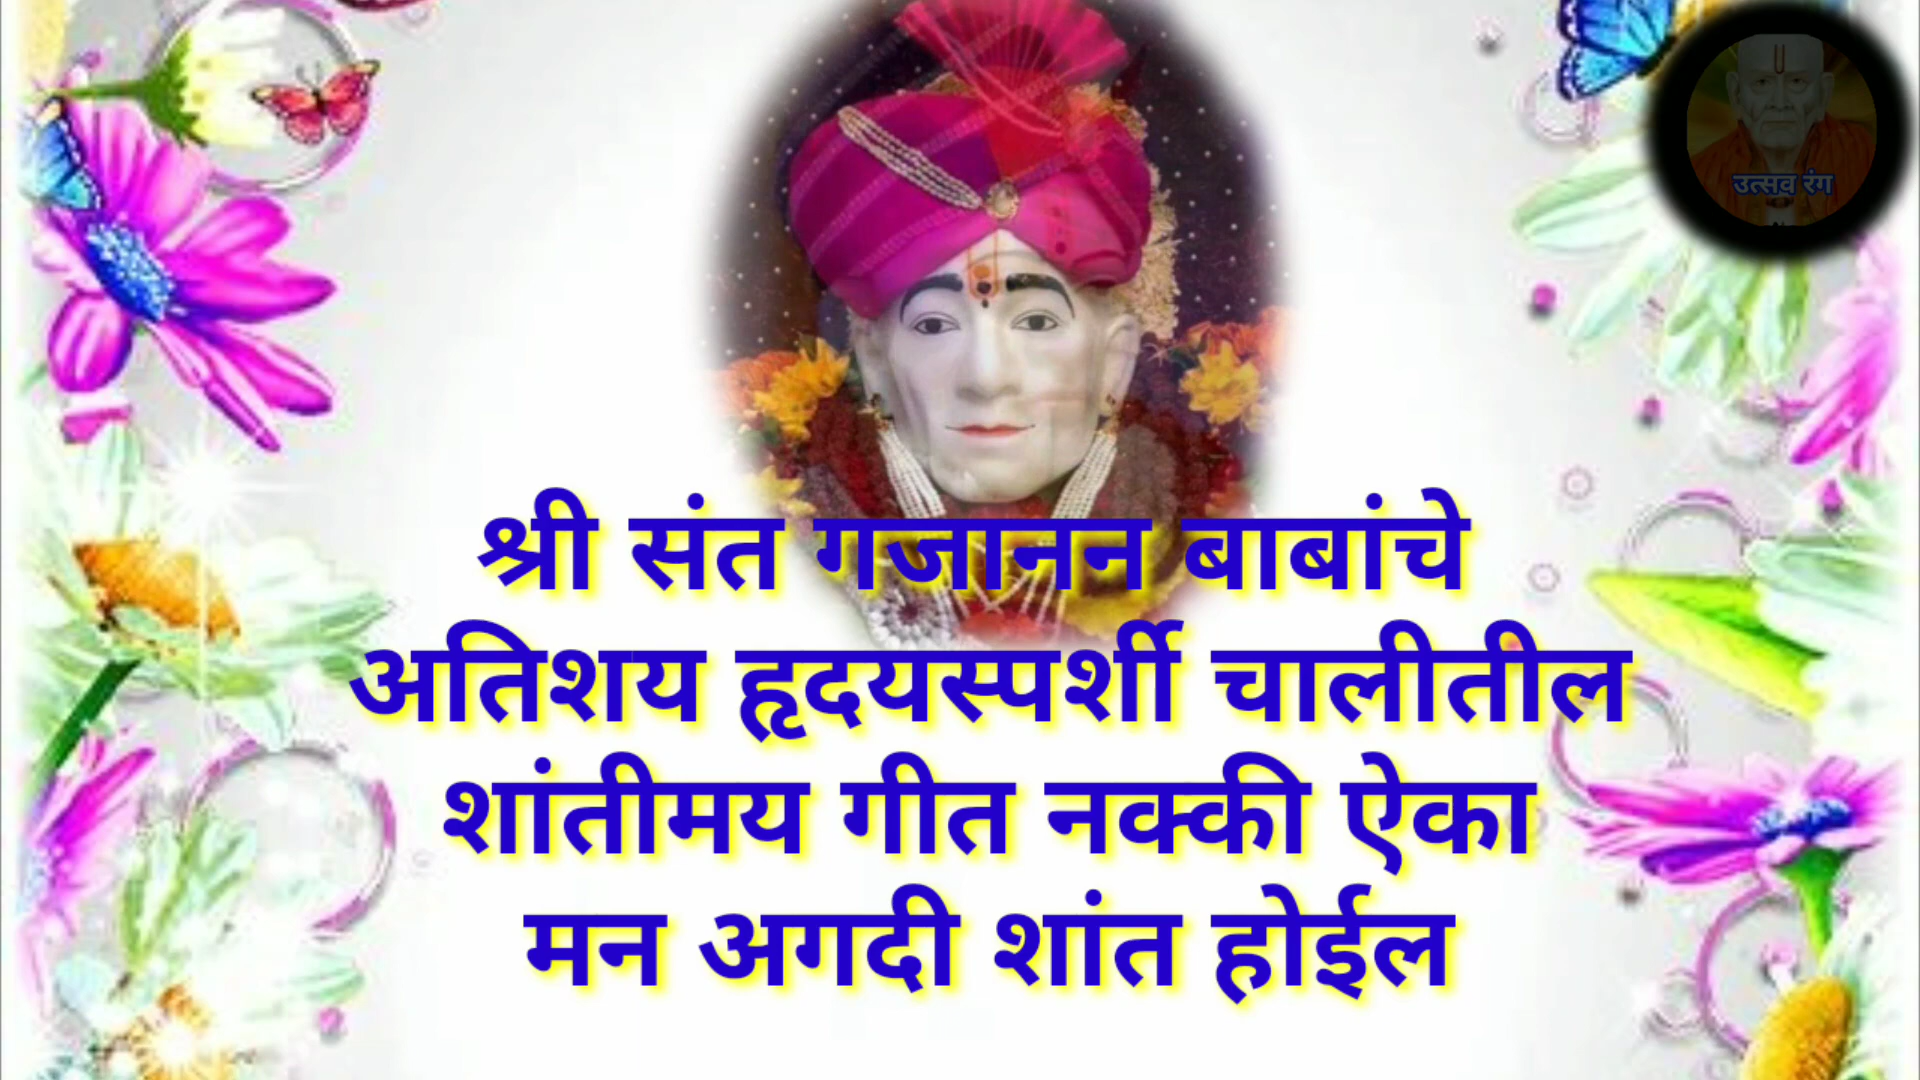 उत्सव रंग
श्री संत गजानन बाबांचे
अतिशय हृदयस्पर्शी चालीतील
शांतीमय गीत नक्की ऐका
मन अगदी शांत होईल